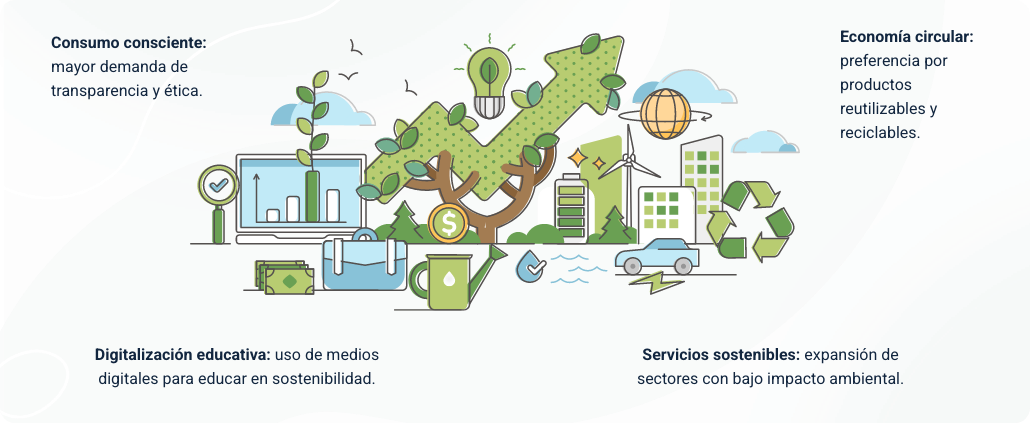 Consumo consciente:
mayor demanda de
transparencia y ética.
Economía circular:
preferencia por
productos
reutilizables y
reciclables.
$
Digitalización educativa: uso de medios
digitales para educar en sostenibilidad.
Servicios sostenibles: expansión de
sectores con bajo impacto ambiental.